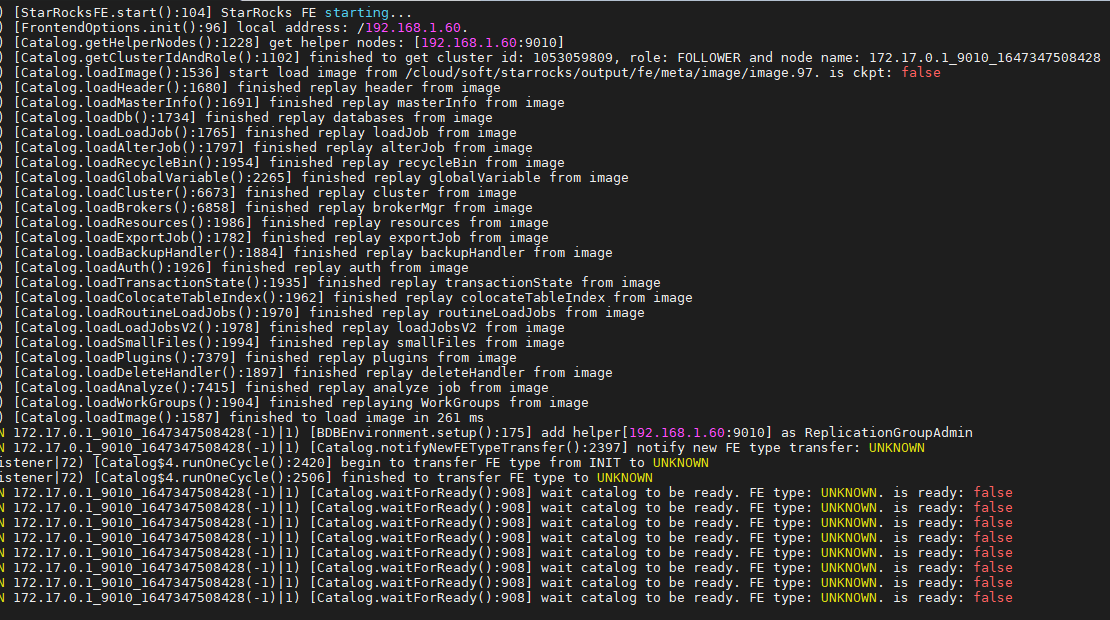 ) [StarRocksFE.start():104] StarRocks FE starting...
) [FrontendOptions.init():96] local address: /192.168.1.60.
) [Catalog.getHelperNodes():1228] get helper nodes: [192.168.1.60:9010]
) [Catalog.getClusterIdAndRole():1102] finished to get cluster id: 1053059809, role: FOLLOWER and node name: 172.17.0.1_9010_1647347508428
) [Catalog.loadImage():1536] start load image from /cloud/soft/starrocks/output/fe/meta/image/image.97. is ckpt: false
) [Catalog.loadHeader():1680] finished replay header from image
) [Catalog.loadMasterInfo():1691] finished replay masterInfo from image
) [Catalog.loadDb():1734] finished replay databases from image
) [Catalog.loadLoadJob():1765] finished replay loadJob from image
) [Catalog.loadAlterJob():1797] finished replay alterJob from image
) [Catalog.loadRecycleBin():1954] finished replay recycleBin from image
) [Catalog.loadGlobalVariable():2265] finished replay globalVariable from image
) [Catalog.loadCluster():6673] finished replay cluster from image
) [Catalog.loadBrokers():6858] finished replay brokerMgr from image
) [Catalog.loadResources():1986] finished replay resources from image
) [Catalog.loadExportJob():1782] finished replay exportJob from image
) [Catalog.loadBackupHandler():1884] finished replay backupHandler from image
) [Catalog.loadAuth():1926] finished replay auth from image
) [Catalog.loadTransactionState():1935] finished replay transactionState from image
) [Catalog.loadColocateTableIndex():1962] finished replay colocateTableIndex from image
) [Catalog.loadRoutineLoadJobs():1970] finished replay routineLoadJobs from image
) [Catalog.loadLoadJobsV2():1978] finished replay loadJobsV2 from image
) [Catalog.loadSmallFiles():1994] finished replay smallFiles from image
) [Catalog.loadPlugins():7379] finished replay plugins from image
) [Catalog.loadDeleteHandler():1897] finished replay deleteHandler from image
) [Catalog.loadAnalyze():7415] finished replay analyze job from image
) [Catalog.loadWorkGroups():1904] finished replaying WorkGroups from image
) [Catalog.loadImage():1587] finished to load image in 261 ms
N 172.17.0.1_9010_1647347508428(-1)|1) [BDBEnvironment.setup():175] add helper[192.168.1.60:9010] as ReplicationGroupAdmin
N 172.17.0.1_9010_1647347508428(-1)|1) [Catalog.notifyNewFETypeTransfer():2397] notify new FE type transfer: UNKNOWN
istener|72) [Catalog$4.runOneCycle():2420] begin to transfer FE type from INIT to UNKNOWN
istener|72) [Catalog$4.runOneCycle():2506] finished to transfer FE type to UNKNOWN
N 172.17.0.1_9010_1647347508428(-1)|1) [Catalog.waitForReady():908] wait catalog to be ready. FE type: UNKNOWN. is ready: false
N 172.17.0.1_9010_1647347508428(-1)|1) [Catalog.waitForReady():908] wait catalog to be ready. FE type: UNKNOWN. is ready: false
N 172.17.0.1_9010_1647347508428(-1)|1) [Catalog.waitForReady():908] wait catalog to be ready. FE type: UNKNOWN. is ready: false
N 172.17.0.1_9010_1647347508428(-1)|1) [Catalog.waitForReady():908] wait catalog to be ready. FE type: UNKNOWN. is ready: false
N 172.17.0.1_9010_1647347508428(-1)|1) [Catalog.waitForReady():908] wait catalog to be ready. FE type: UNKNOWN. is ready: false
N 172.17.0.1_9010_1647347508428(-1)|1) [Catalog.waitForReady():908] wait catalog to be ready. FE type: UNKNOWN. is ready: false
N 172.17.0.1_9010_1647347508428(-1)|1) [Catalog.waitForReady():908] wait catalog to be ready. FE type: UNKNOWN. is ready: false
N 172.17.0.1_9010_1647347508428(-1)|1) [Catalog.waitForReady():908] wait catalog to be ready. FE type: UNKNOWN. is ready: false